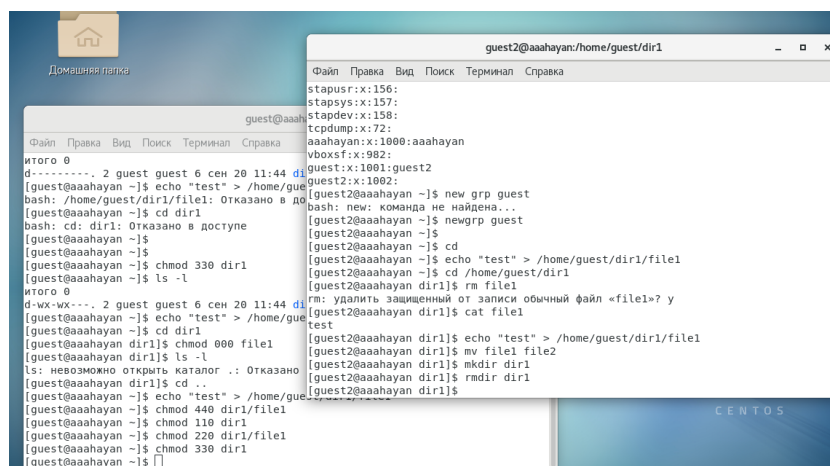 Домашняя папка
guest@aaaha
Файл Правка Вид Поиск Терминал Справка
итого 0
d---------. 2 guest guest 6 сен 20 11:44 di
[guest@aaahayan ~]$ echo "test" > /home/gue
bash: /home/guest/dir1/file1: Отказано в до
[guest@aaahayan ~]$ cd dir1
bash: cd: dir1: Отказано в доступе
[guest@aaahayan ~]$
[guest@aaahayan ~]$
[guest@aaahayan ~]$ chmod 330 dir1
[guest@aaahayan ~]$ ls -l
итого 0
d-wx-wx---. 2 guest guest 6 сен 20 11:44 di
[guest@aaahayan ~]$ echo "test" > /home/gue
[guest@aaahayan ~]$ cd dir1
[guest@aaahayan dir1]$ chmod 000 file1
[guest@aaahayan dir1]$ ls -l
ls: невозможно открыть каталог .: Отказано
[guest@aaahayan dir1]$ cd ..
[guest@aaahayan ~]$ echo "test" > /home/guest/dir1/file1
[guest@aaahayan ~]$ chmod 440 dir1/file1
[guest@aaahayan ~]$ chmod 110 dir1
[guest@aaahayan ~]$ chmod 220 dir1/file1
[guest@aaahayan ~]$ chmod 330 dir1
[guest@aaahayan ~]$
guest2@aaahayan:/home/guest/dir1
Файл Правка Вид Поиск Терминал Справка
stapusr:x:156:
stapsys:x:157:
stapdev:x:158:
tcpdump:x:72:
aaahayan:x:1000:aaahayan
vboxsf:x:982:
guest:x:1001:guest2
guest2:x:1002:
[guest2@aaahayan ~]$ new grp guest
bash: new: команда не найдена...
[guest2@aaahayan ~]$ newgrp guest
[guest2@aaahayan ~]$
[guest2@aaahayan ~]$ cd
[guest2@aaahayan ~]$ echo "test" > /home/guest/dir1/file1
[guest2@aaahayan ~]$ cd /home/guest/dir1
[guest2@aaahayan dir1]$ rm file1
rm: удалить защищенный от записи обычный файл «file1»? y
[guest2@aaahayan dir1]$ cat file1
test
[guest2@aaahayan dir1]$ echo "test" > /home/guest/dir1/file1
[guest2@aaahayan dir1]$ mv file1 file2
[guest2@aaahayan dir1]$ mkdir dir1
[guest2@aaahayan dir1]$ rmdir dir1
[guest2@aaahayan dir1]$
CENTOS